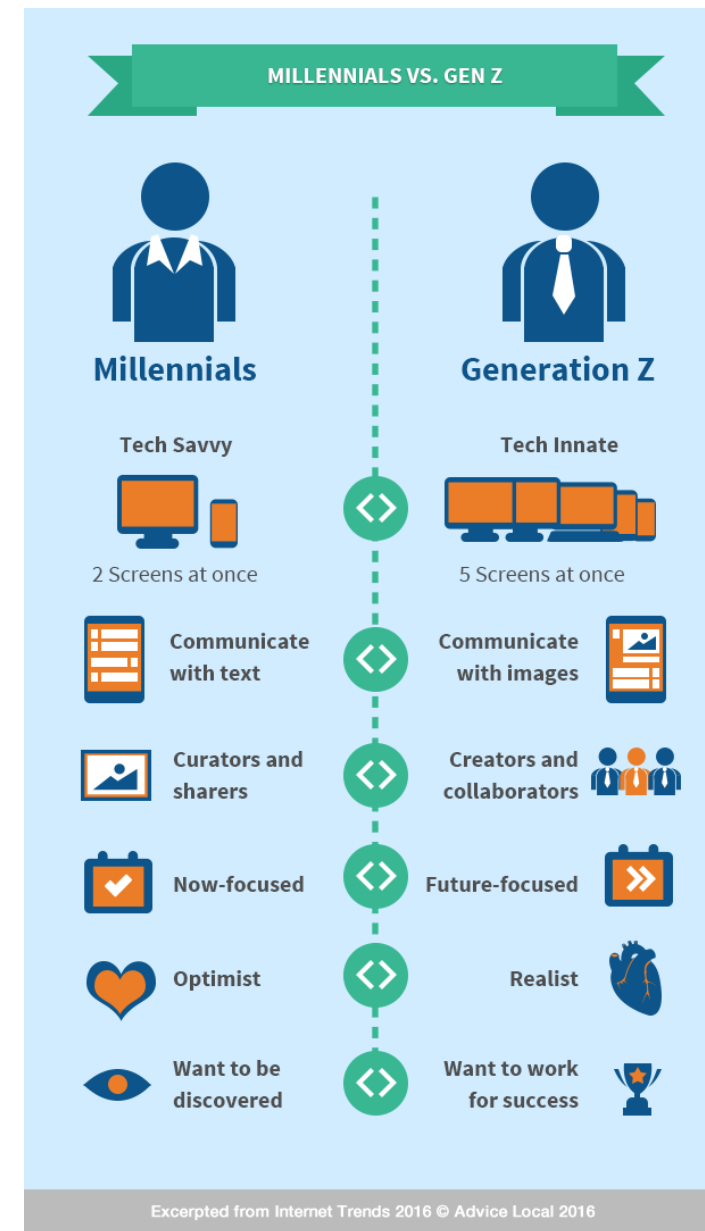 MILLENNIALS VS. GEN Z
Millennials
Generation Z
Tech Savvy
Tech Innate
2 Screens at once
5 Screens at once
Communicate
with text
Communicate
with images
Curators and
sharers
Creators and
collaborators
Now-focused
Future-focused
Optimist
Realist
Want to be
discovered
Want to work
for success
Excerpted from Internet Trends 2016 © Advice Local 2016